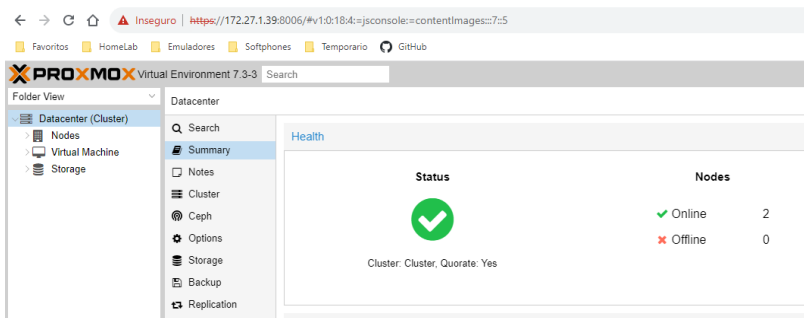 Inseguro | https://172.27.1.39:8006/#v1:0:18:4:=jsconsole:=contentImages:::7::5
Favoritos HomeLab Emuladores Softphones Temporario GitHub
PROXMOX Virtual Environment 7.3-3 Search
Folder View
Datacenter (Cluster)
Nodes
Virtual Machine
Storage
Datacenter
Search
Summary
Notes
Cluster
Ceph
Options
Storage
Backup
Replication
Health
Status
Cluster: Cluster, Quorate: Yes
Nodes
Online 2
Offline 0